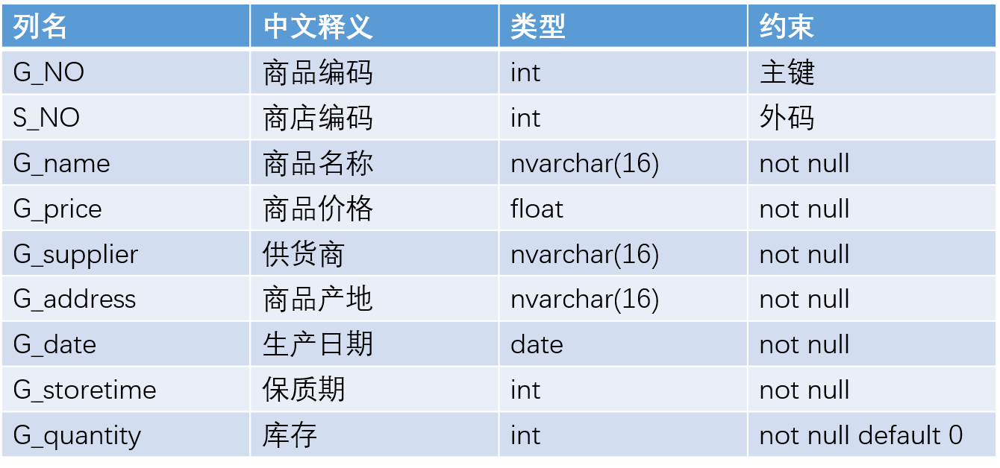 列名 中文释义 类型 约束
G_NO 商品编码 int 主键
S_NO 商店编码 int 外码
G_name 商品名称 nvarchar(16) not null
G_price 商品价格 float not null
G_supplier 供货商 nvarchar(16) not null
G_address 商品产地 nvarchar(16) not null
G_date 生产日期 date not null
G_storetime 保质期 int not null
G_quantity 库存 int not null default 0